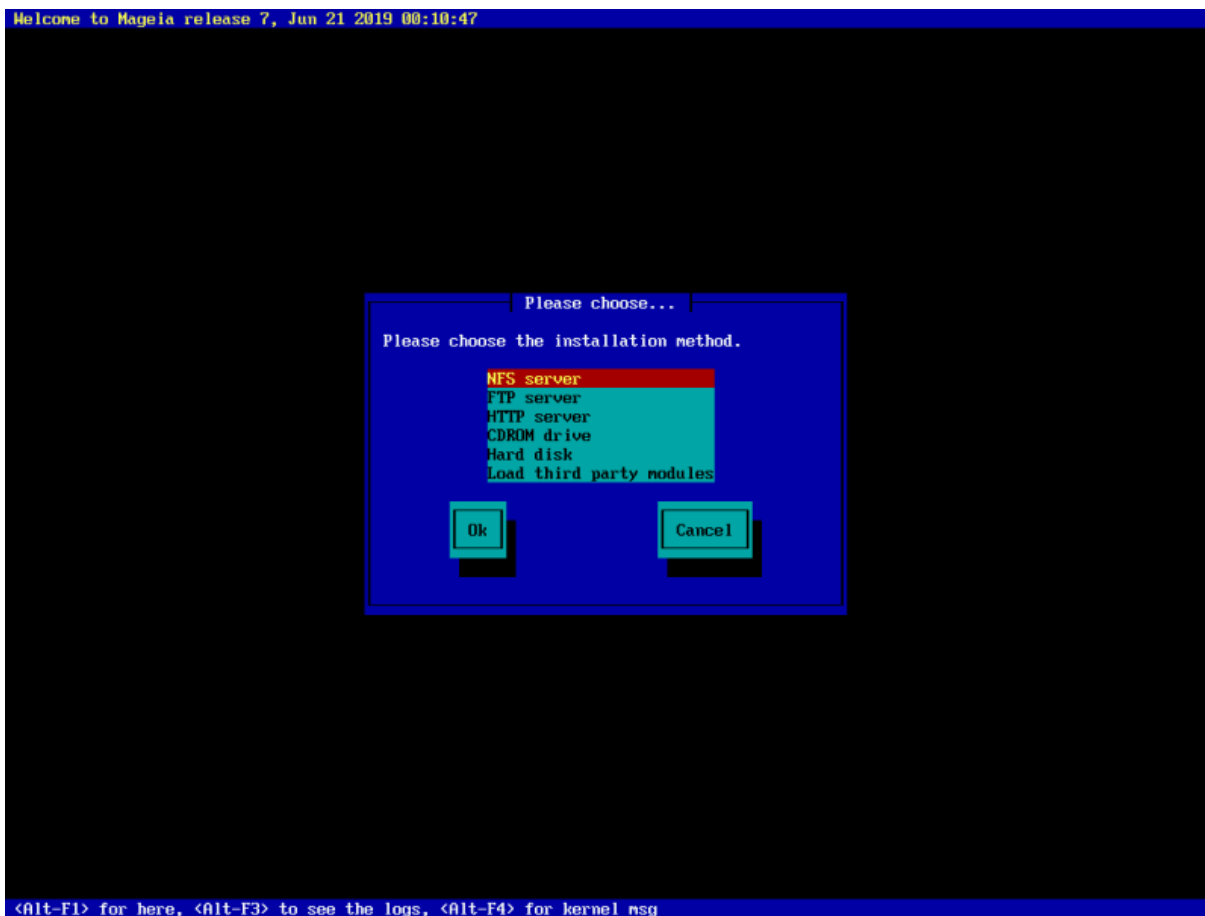 Welcome to Mageia release 7, Jun 21 2019 00:10:47
Please choose...
Please choose the installation method.
NFS server
FTP server
HTTP server
CDROM drive
Hard disk
Load third party modules
Ok Cancel
<Alt-F1> for here, <Alt-F3> to see the logs, <Alt-F4> for kernel msg